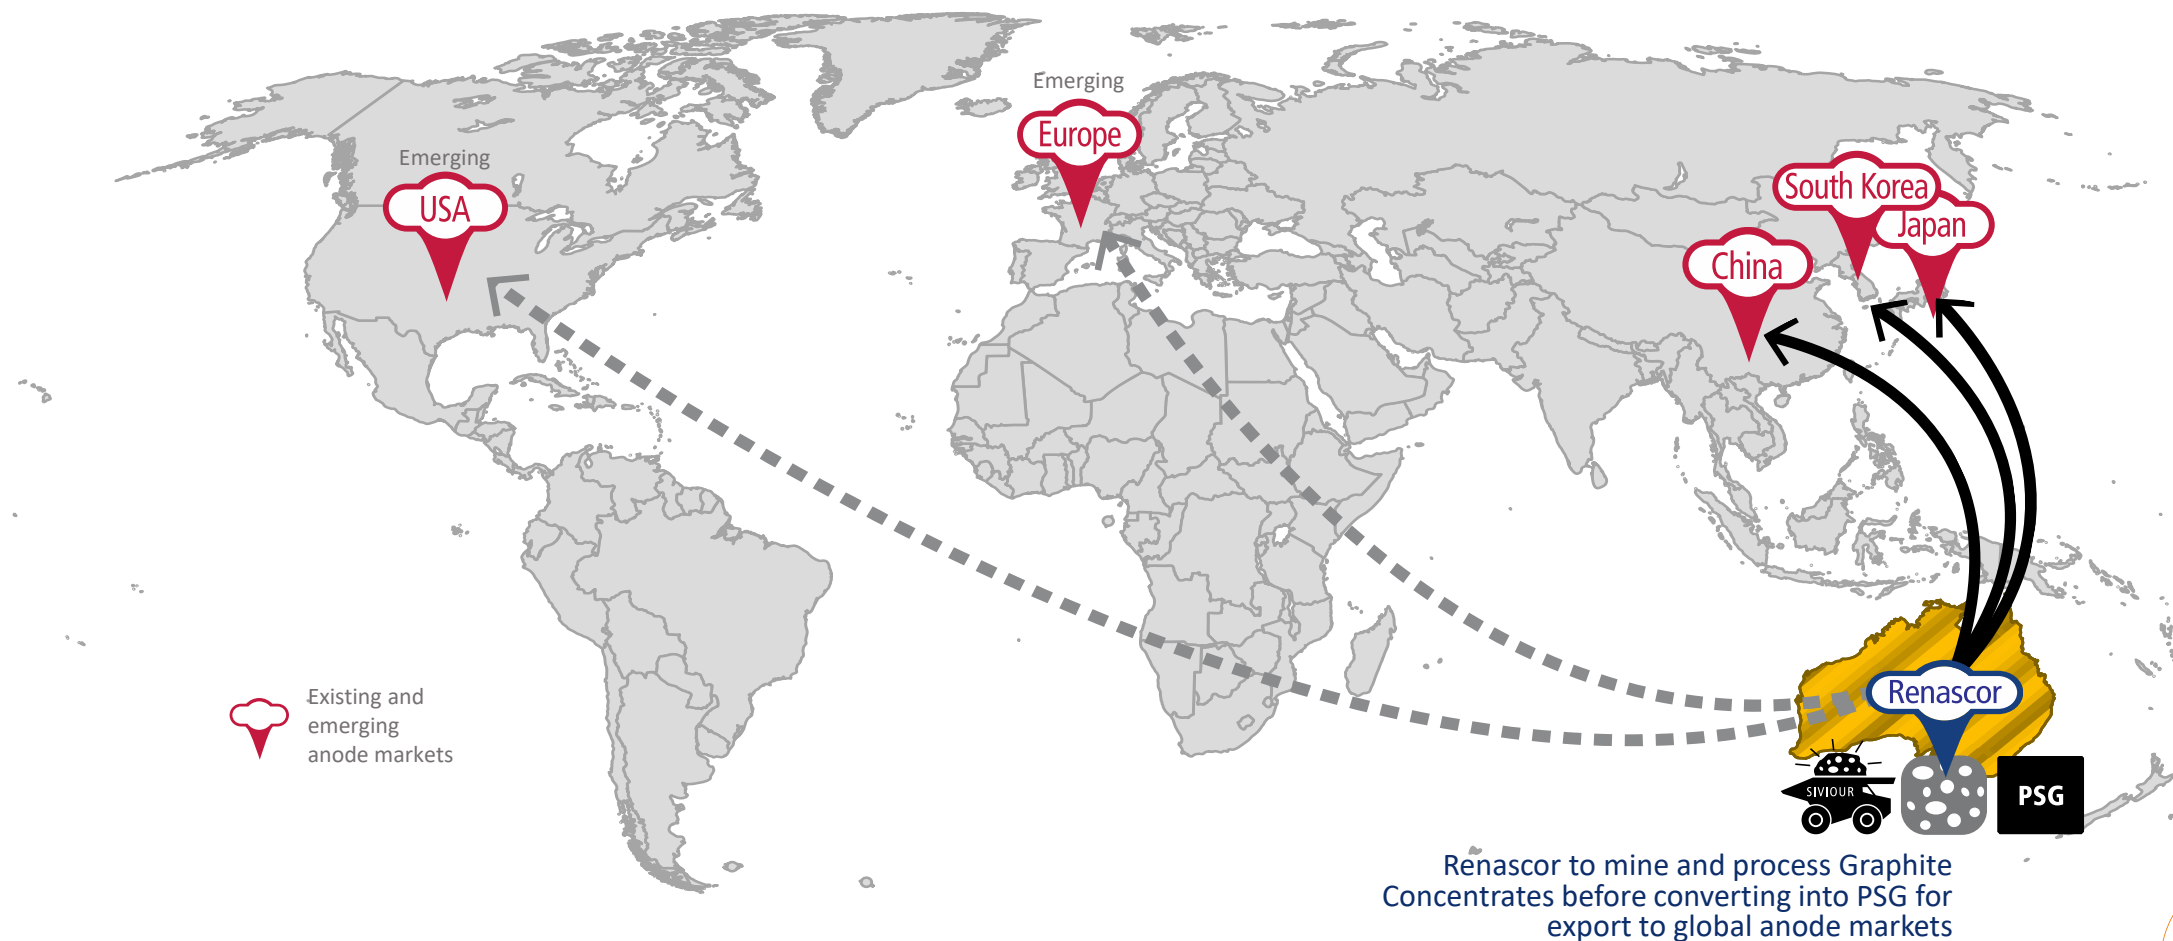 Emerging
Europe
Emerging
USA
South Korea
Japan
China
Existing and
emerging
anode markets
Renascor
SIVIOUR
PSG
Renascor to mine and process Graphite
Concentrates before converting into PSG for
export to global anode markets